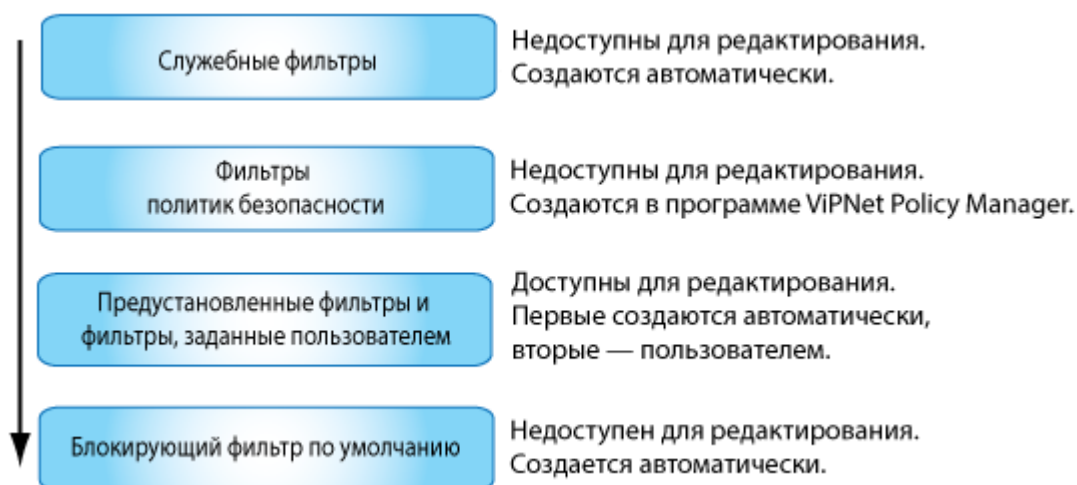 Служебные фильтры
Недоступны для редактирования.
Создаются автоматически.
Фильтры
политик безопасности
Недоступны для редактирования.
Создаются в программе ViPNet Policy Manager.
Предустановленные фильтры и
фильтры, заданные пользователем
Доступны для редактирования.
Первые создаются автоматически,
вторые — пользователем.
Блокирующий фильтр по умолчанию
Недоступен для редактирования.
Создается автоматически.